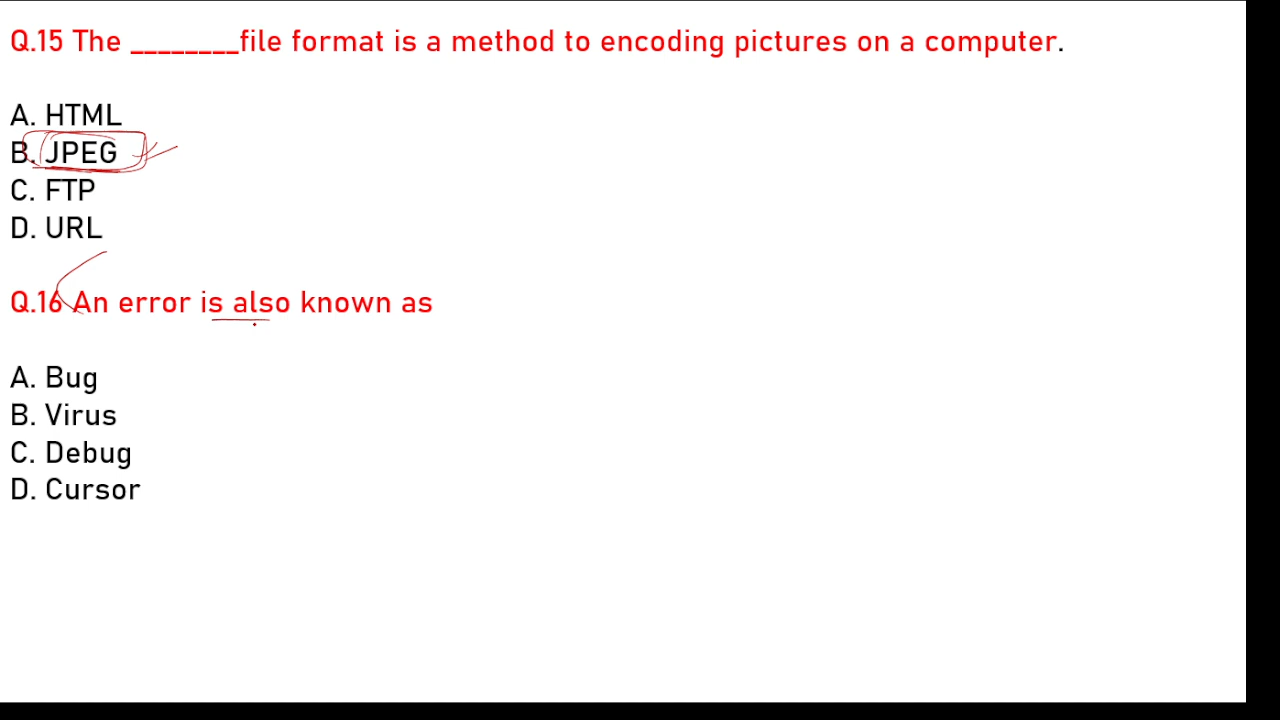 Q.15 The ________file format is a method to encoding pictures on a computer.
A. HTML
B. JPEG
C. FTP
D. URL
Q.16 An error is also known as
A. Bug
B. Virus
C. Debug
D. Cursor